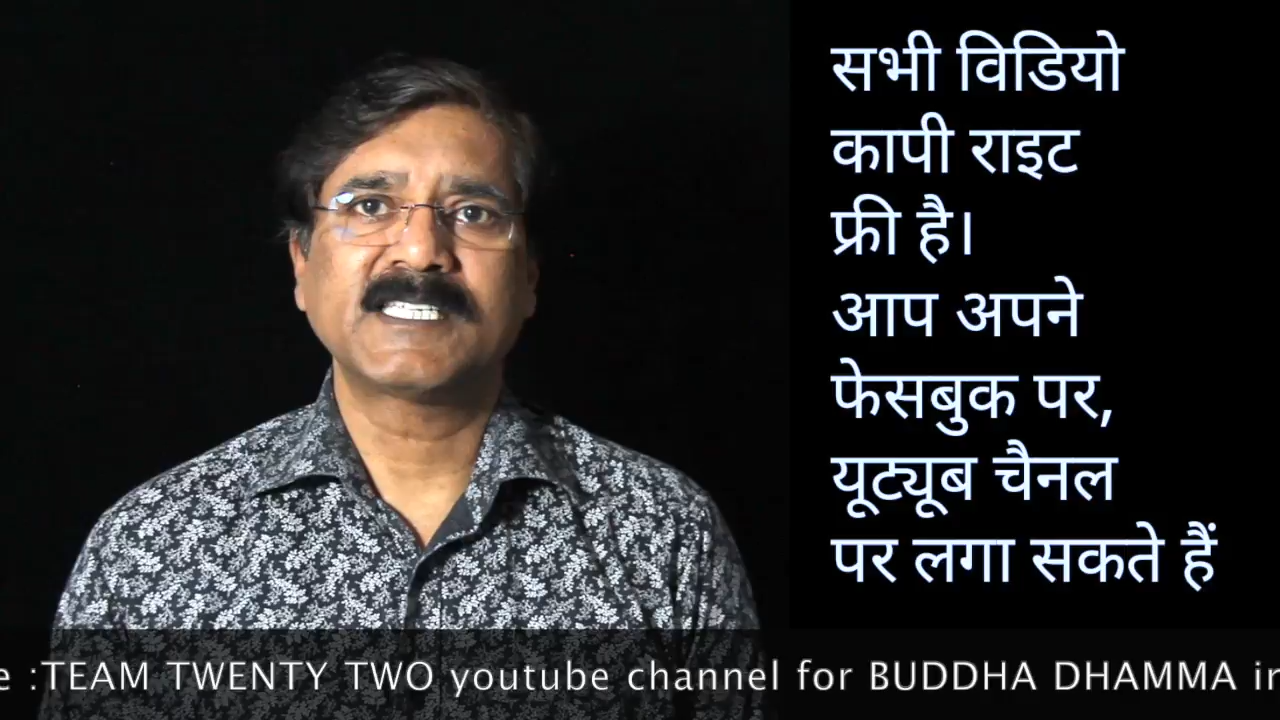 सभी विडियो
कापी राइट
फ्री है।
आप अपने
फेसबुक पर,
यूट्यूब चैनल
पर लगा सकते हैं
:TEAM TWENTY TWO youtube channel for BUDDHA DHAMMA